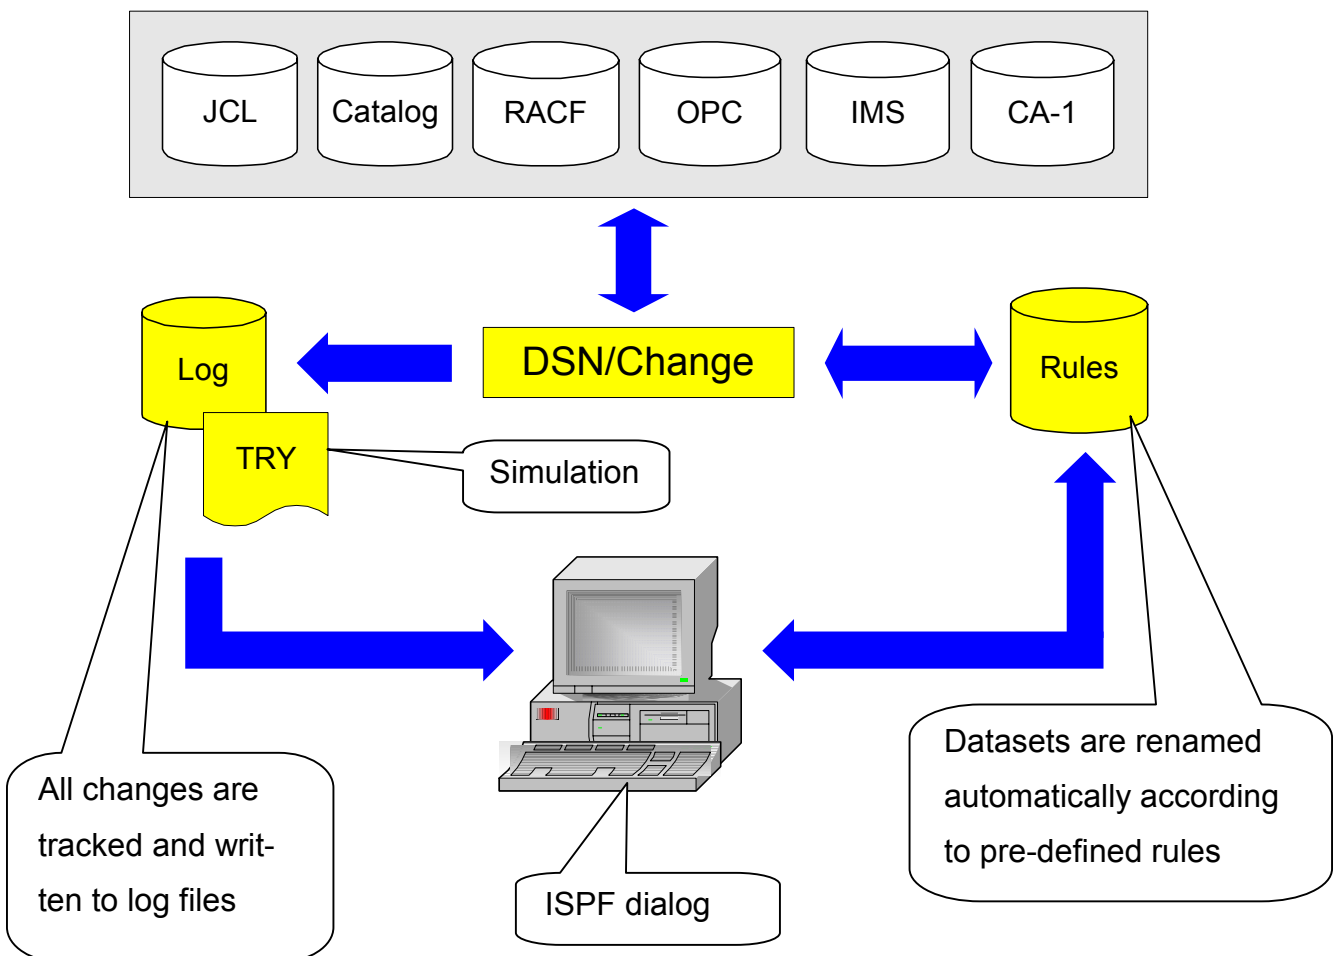 JCL
Catalog
RACF
OPC
IMS
CA-1
DSN/Change
Log
Rules
TRY
Simulation
All changes are
tracked and writ-
ten to log files
ISPF dialog
Datasets are renamed
automatically according
to pre-defined rules